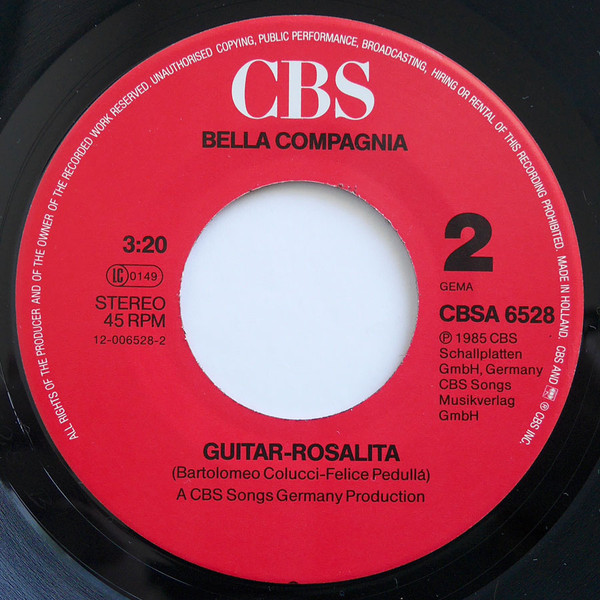 ALL RIGHTS OF THE PRODUCER AND OF THE OWNER OF THE RECORDED WORK RESERVED. UNAUTHORISED COPYING, PUBLIC PERFORMANCE, BROADCASTING, HIRING OR RENTAL OF THIS RECORDING PROHIBITED. MADE IN HOLLAND. CBS AND ® CBS INC.
CBS
BELLA COMPAGNIA
3:20
LC 0149
STEREO
45 RPM
12-006528-2
2
GEMA
CBSA 6528
℗ 1985 CBS
Schallplatten
GmbH, Germany
CBS Songs
Musikverlag
GmbH
GUITAR-ROSALITA
(Bartolomeo Colucci-Felice Pedullá)
A CBS Songs Germany Production